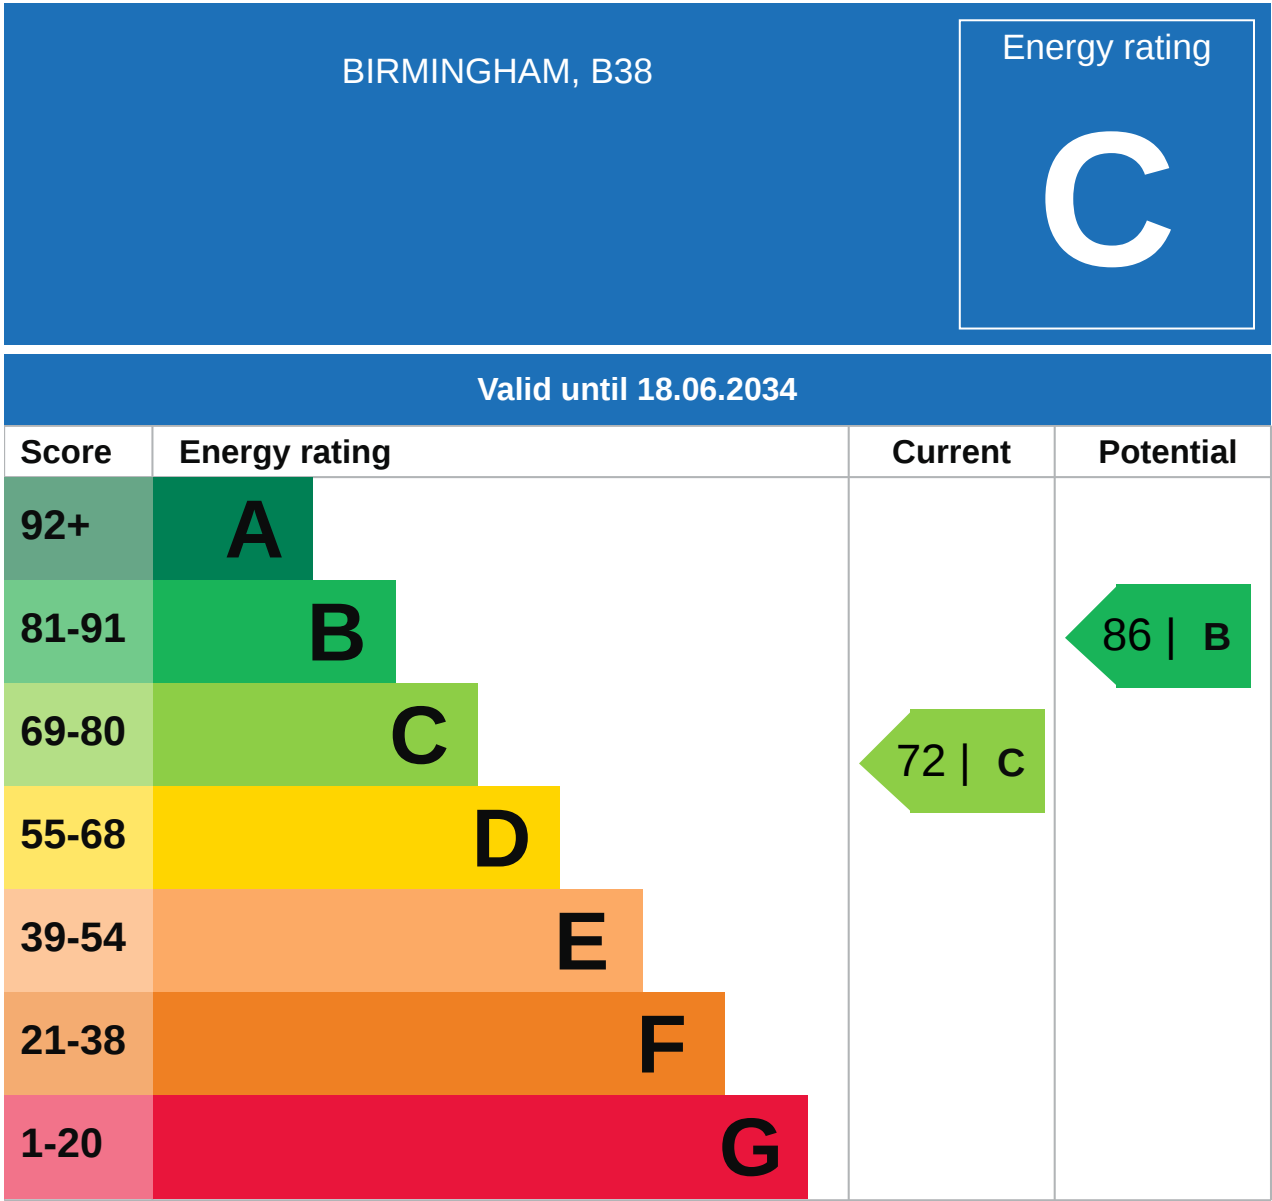 BIRMINGHAM, B38
Energy rating
C
Valid until 18.06.2034
Score Energy rating Current Potential
92+ A
81-91 B 86 | B
69-80 C 72 | C
55-68 D
39-54 E
21-38 F
1-20 G